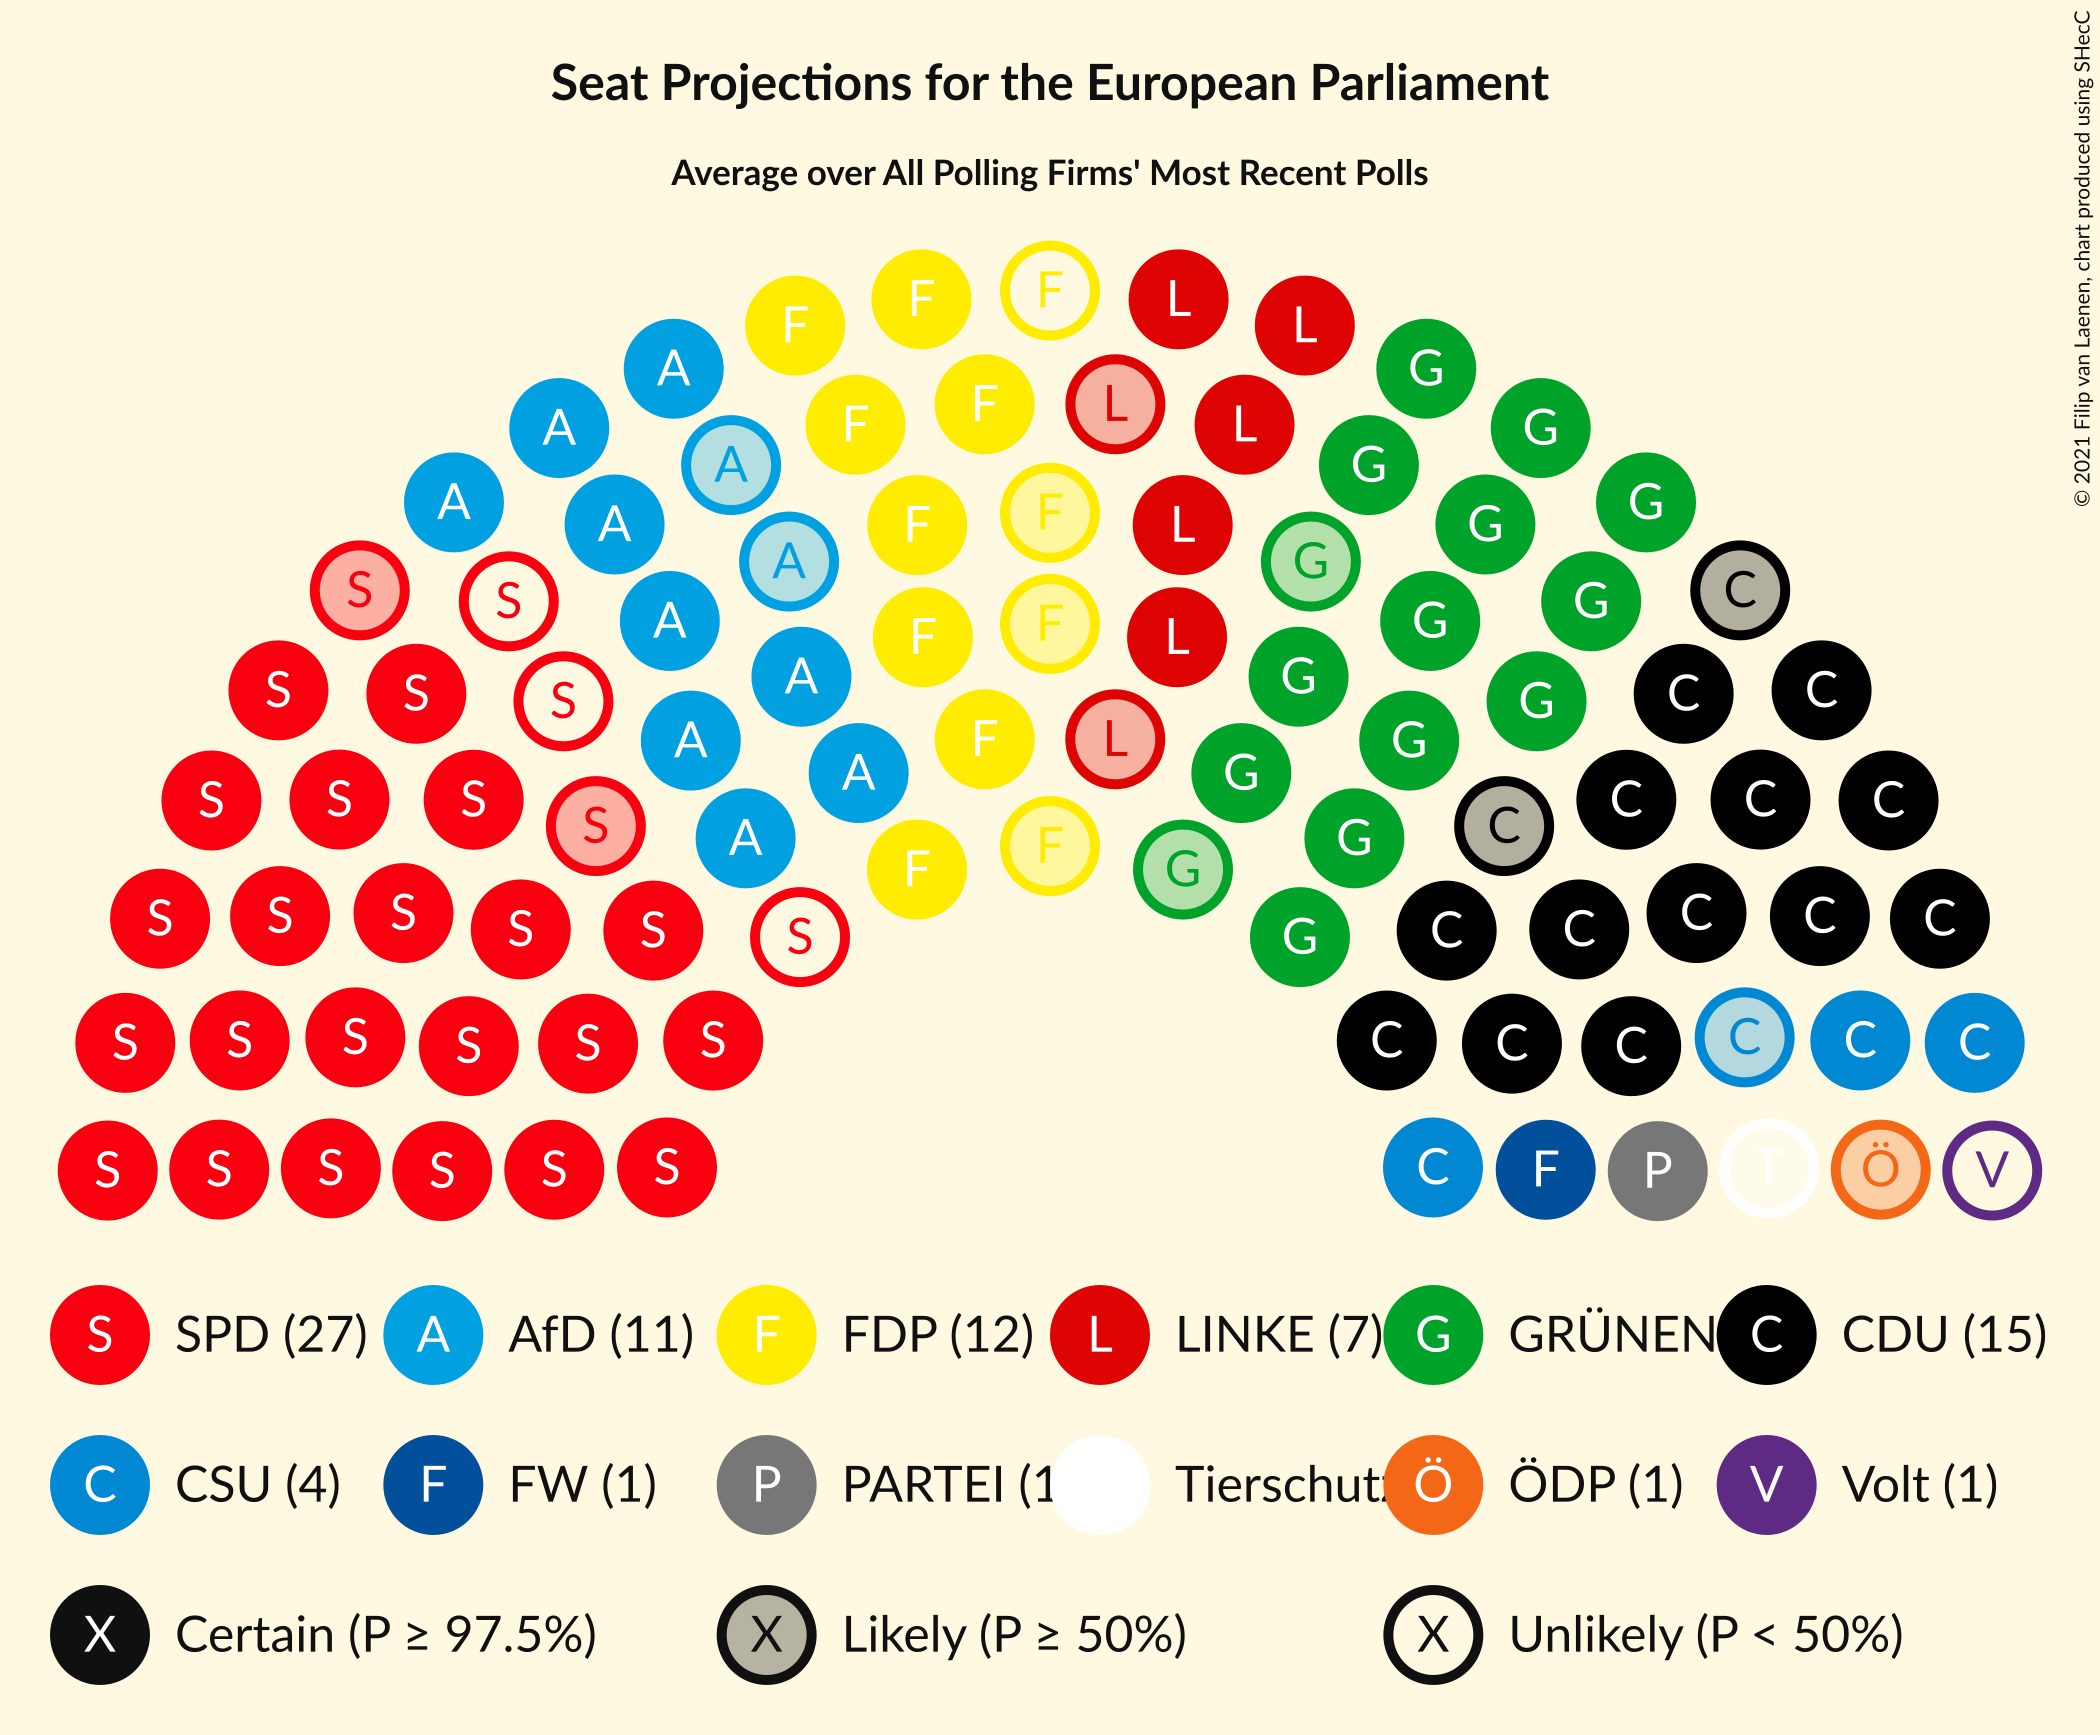 Seat Projections for the European Parliament
Average over All Polling Firms' Most Recent Polls
© 2021 Filip van Laenen, chart produced using SHecC
F F F L L
A F F L L G
A A F F L G G
A A A F F L G G G
S S A A F L G G G C
S S S A A G G G C C
S S S S A F F G G C C C C
S S S S S S G C C C C C
S S S S S S C C C C C C
S S S S S S C F P T Ö V
S SPD (27) A AfD (11) F FDP (12) L LINKE (7) G GRÜNEN C CDU (15)
C CSU (4) F FW (1) P PARTEI (1 Tierschutz Ö ÖDP (1) V Volt (1)
X Certain (P ≥ 97.5%) X Likely (P ≥ 50%) X Unlikely (P < 50%)